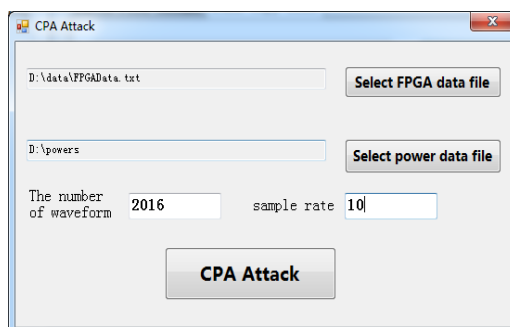 CPA Attack
D:\data\FPGAData.txt
Select FPGA data file
D:\powers
Select power data file
The number
of waveform
2016
sample rate
10
CPA Attack